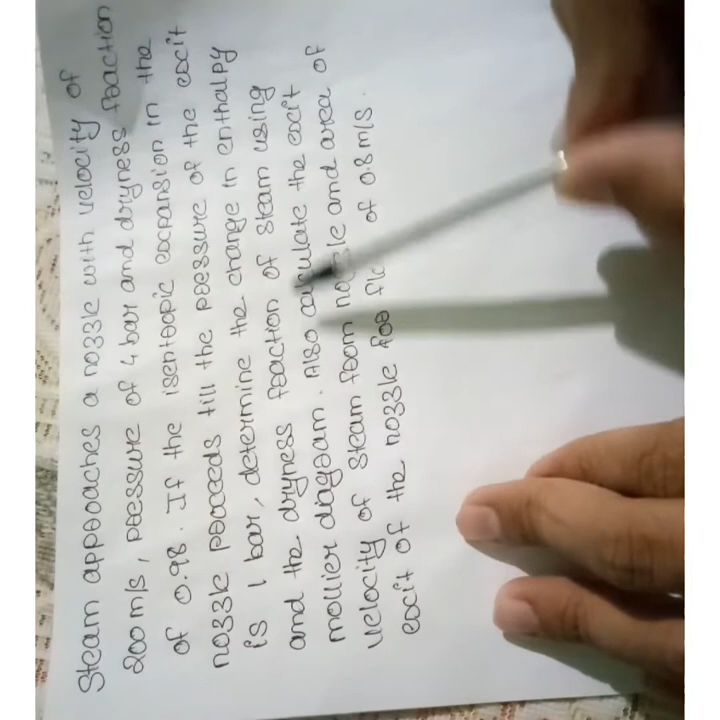 Steam approaches a nozzle with velocity of
200 m/s, pressure of 4 bar and dryness fraction
of 0.98. If the isentropic expansion in the
nozzle proceeds till the pressure of the exit
is 1 bar, determine the change in enthalpy
and the dryness fraction of steam using
mollier diagram. Also calculate the exit
velocity of steam from nozzle and area of
exit of the nozzle for of 0.8 m/s.